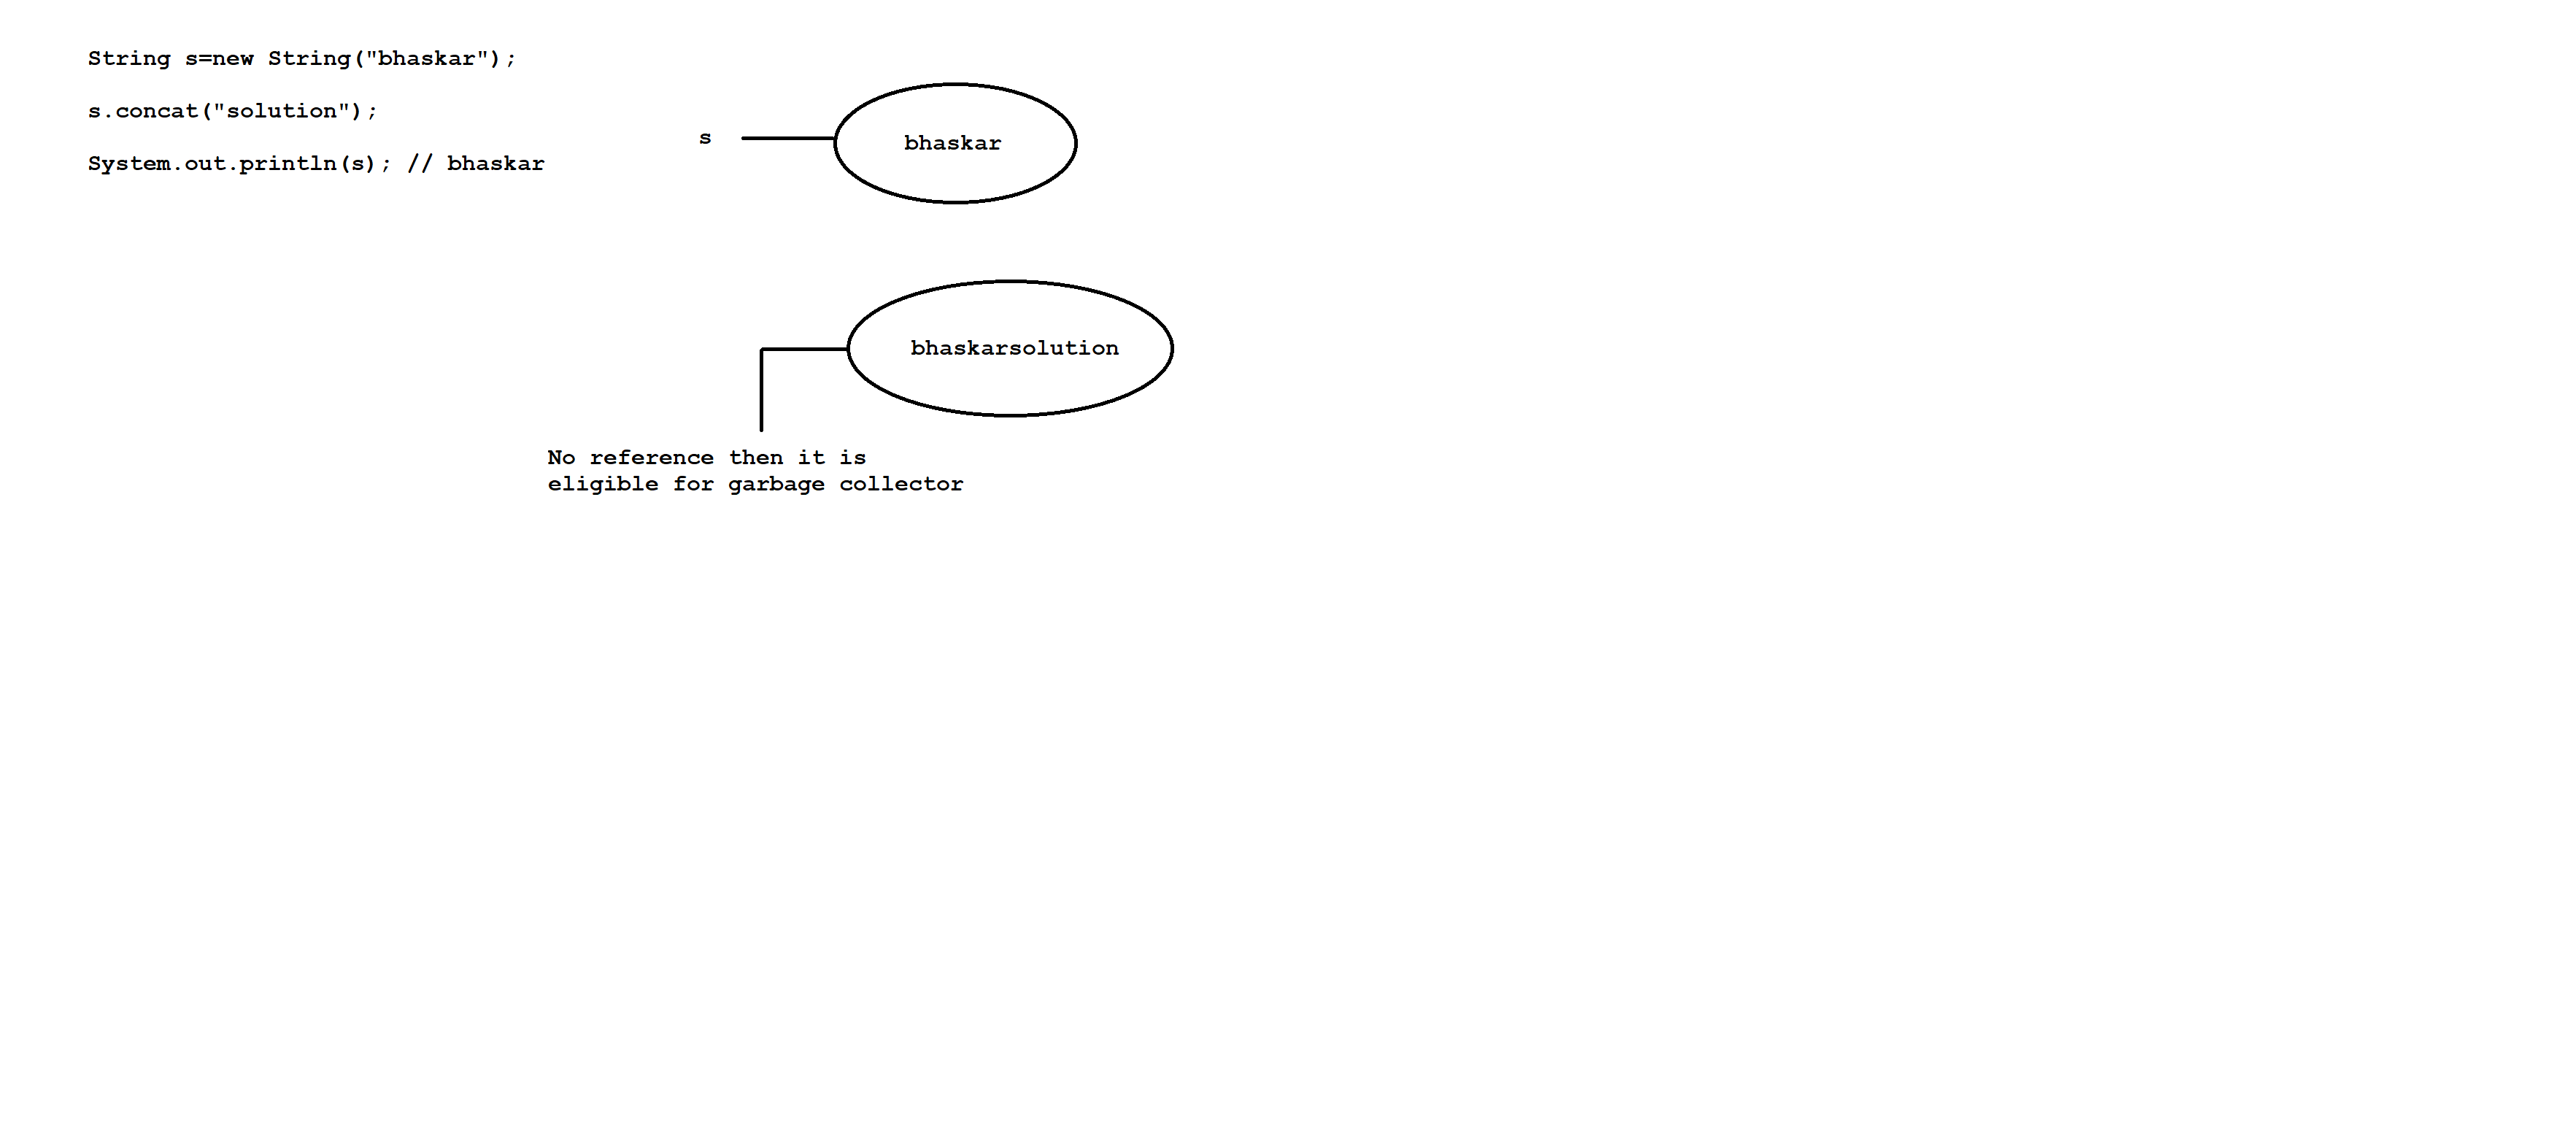 String s=new String("bhaskar");
s.concat("solution");
System.out.println(s); // bhaskar
s
bhaskar
bhaskarsolution
No reference then it is
eligible for garbage collector